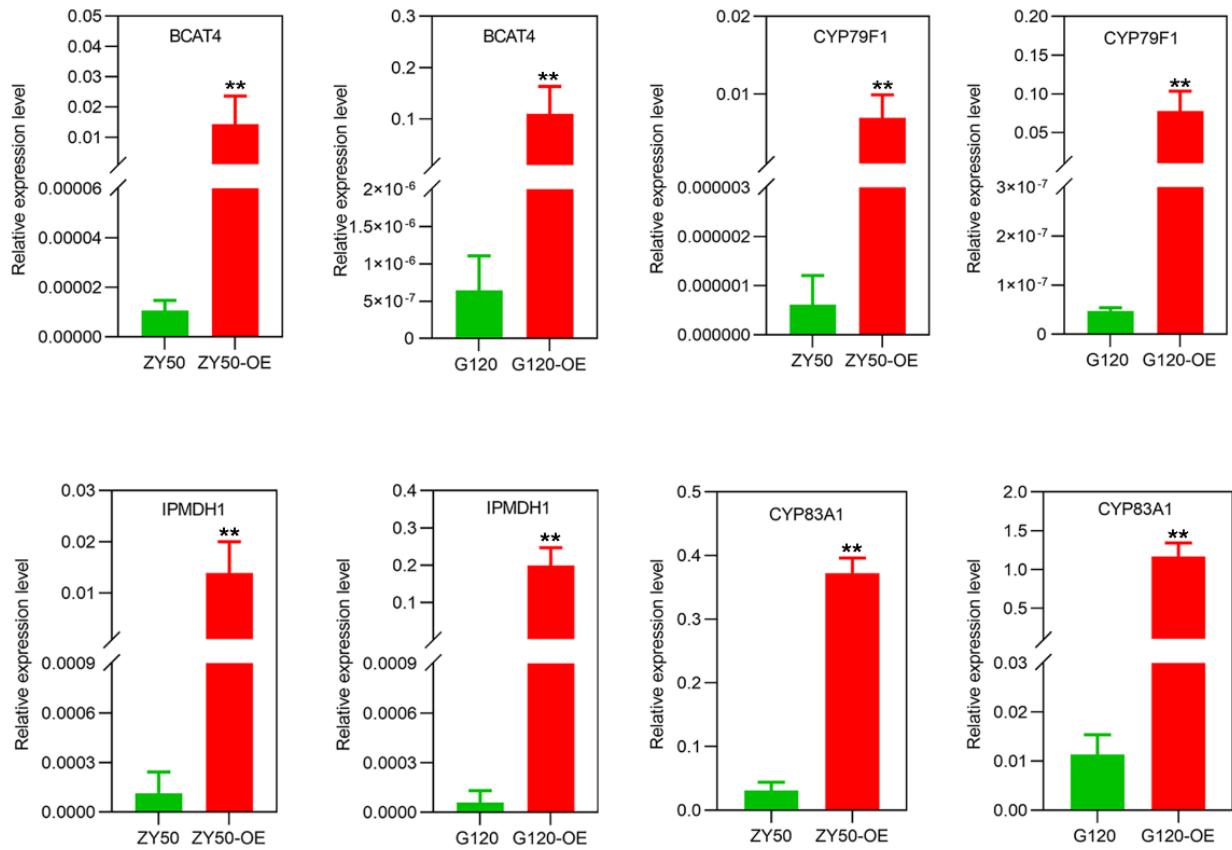 BCAT4
Relative expression level
0.05
0.04
0.03
0.02
0.01
0.00006
0.00004
0.00002
0.00000
**
ZY50 ZY50-OE
BCAT4
Relative expression level
0.3
0.2
0.1
2×10⁻⁶
1.5×10⁻⁶
1×10⁻⁶
5×10⁻⁷
0
**
G120 G120-OE
CYP79F1
Relative expression level
0.02
0.01
0.000003
0.000002
0.000001
0.000000
**
ZY50 ZY50-OE
CYP79F1
Relative expression level
0.20
0.15
0.10
0.05
3×10⁻⁷
2×10⁻⁷
1×10⁻⁷
0
**
G120 G120-OE
IPMDH1
Relative expression level
0.03
0.02
0.01
0.0009
0.0006
0.0003
0.0000
**
ZY50 ZY50-OE
IPMDH1
Relative expression level
0.4
0.3
0.2
0.1
0.0009
0.0006
0.0003
0.0000
**
G120 G120-OE
CYP83A1
Relative expression level
0.5
0.4
0.3
0.2
0.1
0.0
**
ZY50 ZY50-OE
CYP83A1
Relative expression level
2.0
1.5
1.0
0.5
0.03
0.02
0.01
0.00
**
G120 G120-OE